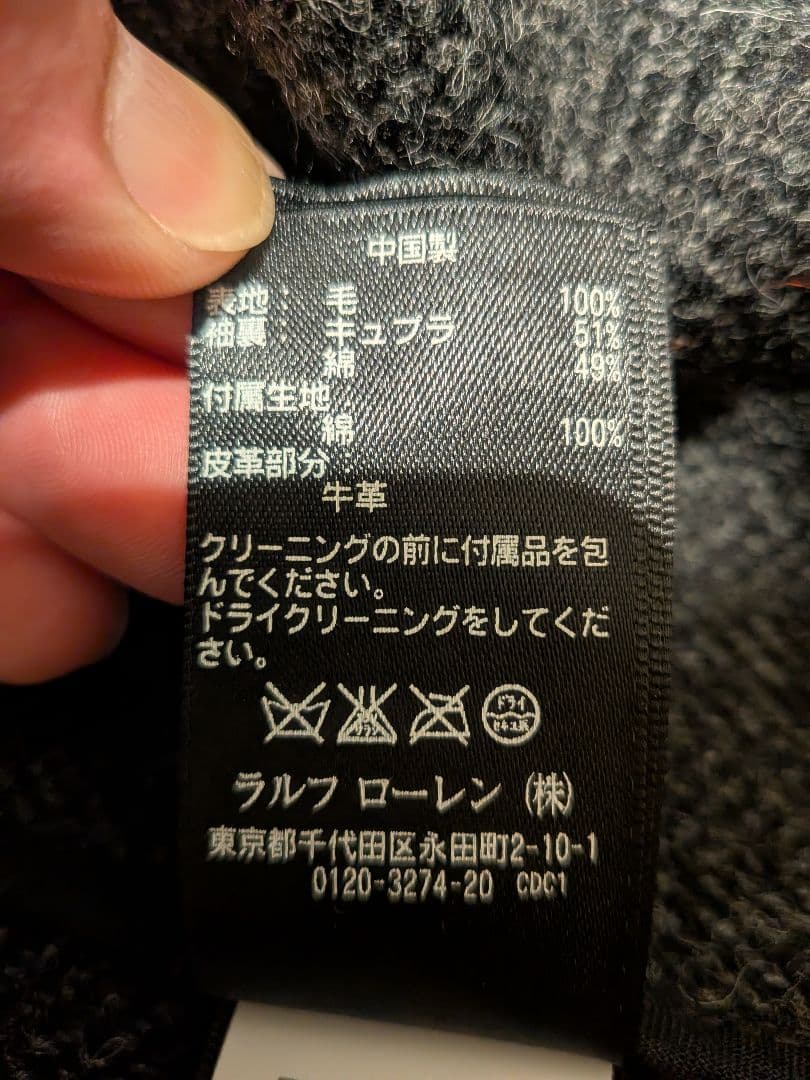 中国製
表地： 毛 100%
袖裏： キュプラ 51%
綿 49%
付属生地：
綿 100%
皮革部分：
牛革
クリーニングの前に付属品を包
んでください。
ドライクリーニングをしてくだ
さい。
ドライ
セキユ系
ラルフ ローレン (株)
東京都千代田区永田町2-10-1
0120-3274-20 CDC1